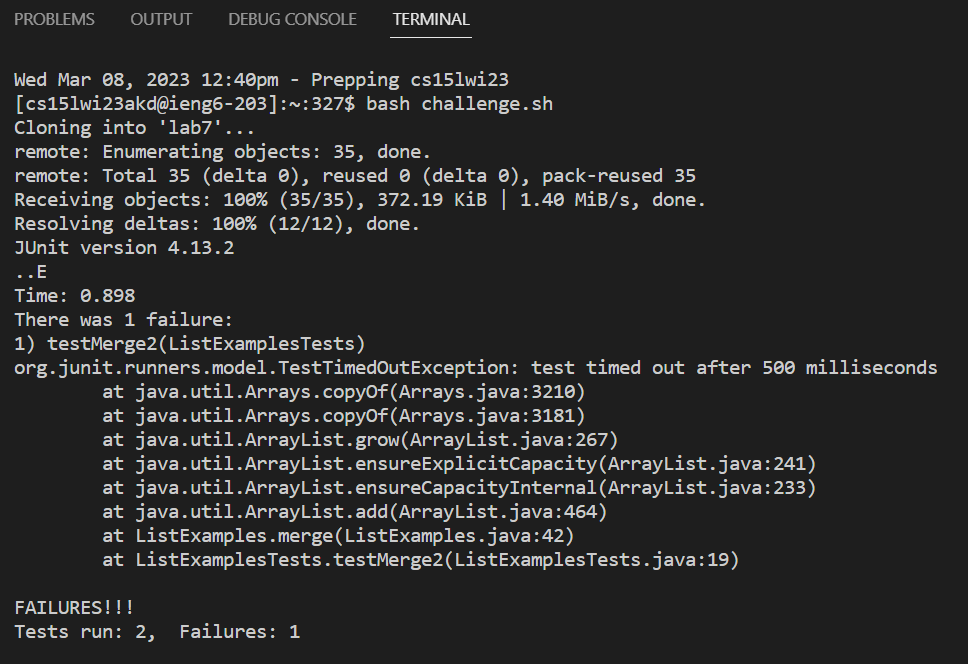 PROBLEMS OUTPUT DEBUG CONSOLE TERMINAL
Wed Mar 08, 2023 12:40pm - Prepping cs15lwi23
[cs15lwi23akd@ieng6-203]:~:327$ bash challenge.sh
Cloning into 'lab7'...
remote: Enumerating objects: 35, done.
remote: Total 35 (delta 0), reused 0 (delta 0), pack-reused 35
Receiving objects: 100% (35/35), 372.19 KiB | 1.40 MiB/s, done.
Resolving deltas: 100% (12/12), done.
JUnit version 4.13.2
..E
Time: 0.898
There was 1 failure:
1) testMerge2(ListExamplesTests)
org.junit.runners.model.TestTimedOutException: test timed out after 500 milliseconds
        at java.util.Arrays.copyOf(Arrays.java:3210)
        at java.util.Arrays.copyOf(Arrays.java:3181)
        at java.util.ArrayList.grow(ArrayList.java:267)
        at java.util.ArrayList.ensureExplicitCapacity(ArrayList.java:241)
        at java.util.ArrayList.ensureCapacityInternal(ArrayList.java:233)
        at java.util.ArrayList.add(ArrayList.java:464)
        at ListExamples.merge(ListExamples.java:42)
        at ListExamplesTests.testMerge2(ListExamplesTests.java:19)
FAILURES!!!
Tests run: 2,  Failures: 1